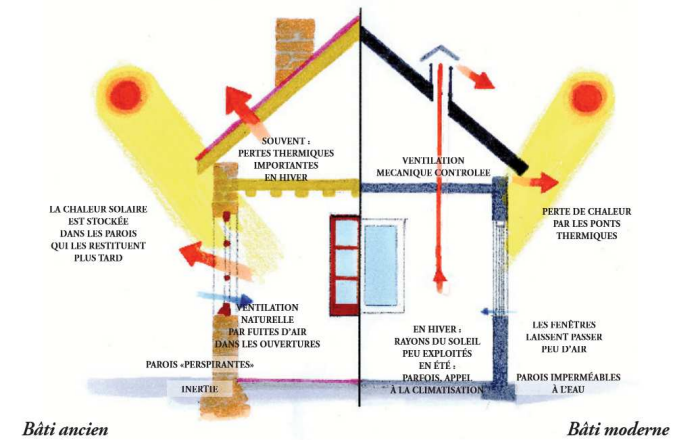 SOUVENT :
PERTES THERMIQUES
IMPORTANTES
EN HIVER
VENTILATION
MECANIQUE CONTROLEE
LA CHALEUR SOLAIRE
EST STOCKÉE
DANS LES PAROIS
QUI LES RESTITUENT
PLUS TARD
PERTE DE CHALEUR
PAR LES PONTS
THERMIQUES
VENTILATION
NATURELLE
PAR FUITES D'AIR
DANS LES OUVERTURES
EN HIVER :
RAYONS DU SOLEIL
PEU EXPLOITÉS
EN ÉTÉ :
PARFOIS, APPEL
À LA CLIMATISATION
LES FENÊTRES
LAISSENT PASSER
PEU D'AIR
PAROIS «PERSPIRANTES»
INERTIE
PAROIS IMPERMÉABLES
À L'EAU
Bâti ancien
Bâti moderne